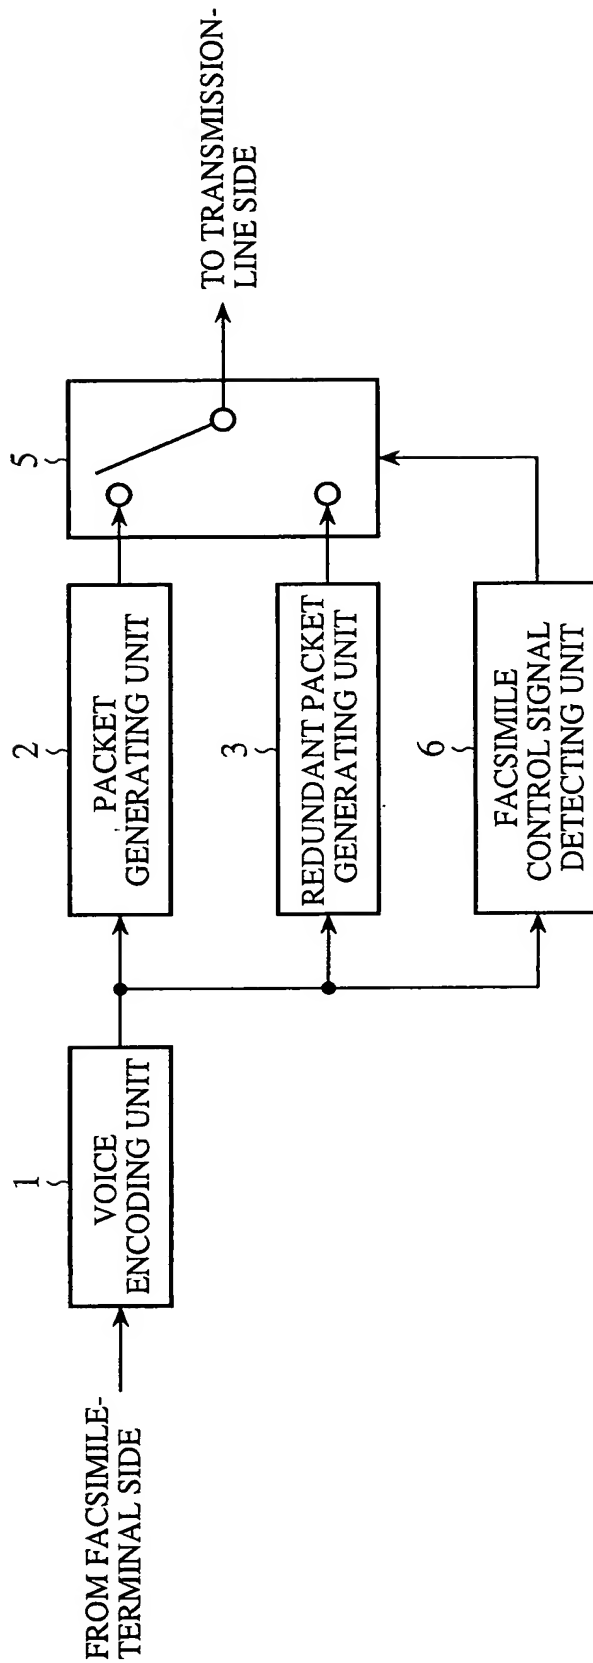 FROM FACSIMILE-
TERMINAL SIDE
1
VOICE
ENCODING UNIT
2
PACKET
GENERATING UNIT
3
REDUNDANT PACKET
GENERATING UNIT
6
FACSIMILE
CONTROL SIGNAL
DETECTING UNIT
5
TO TRANSMISSION-
LINE SIDE